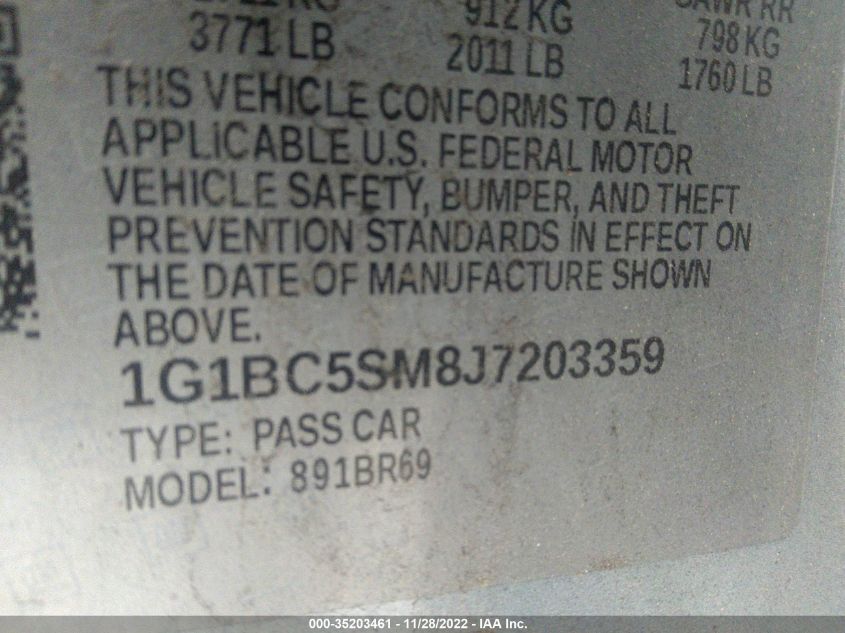 912 KG
3771 LB 2011 LB 798 KG
1760 LB
THIS VEHICLE CONFORMS TO ALL
APPLICABLE U.S. FEDERAL MOTOR
VEHICLE SAFETY, BUMPER, AND THEFT
PREVENTION STANDARDS IN EFFECT ON
THE DATE OF MANUFACTURE SHOWN
ABOVE.
1G1BC5SM8J7203359
TYPE: PASS CAR
MODEL: 891BR69
000-35203461 - 11/28/2022 - IAA Inc.